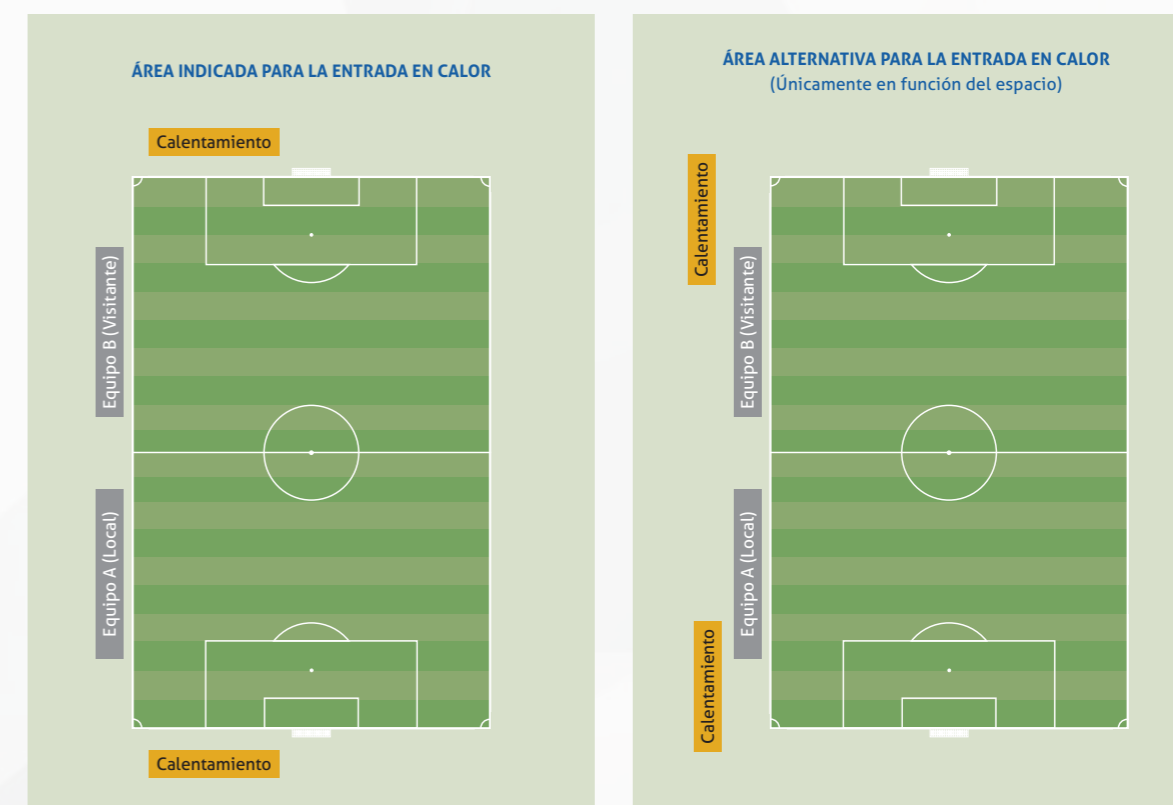 ÁREA INDICADA PARA LA ENTRADA EN CALOR
Calentamiento
Equipo B (Visitante)
Equipo A (Local)
Calentamiento
ÁREA ALTERNATIVA PARA LA ENTRADA EN CALOR
(Únicamente en función del espacio)
Calentamiento
Equipo B (Visitante)
Equipo A (Local)
Calentamiento